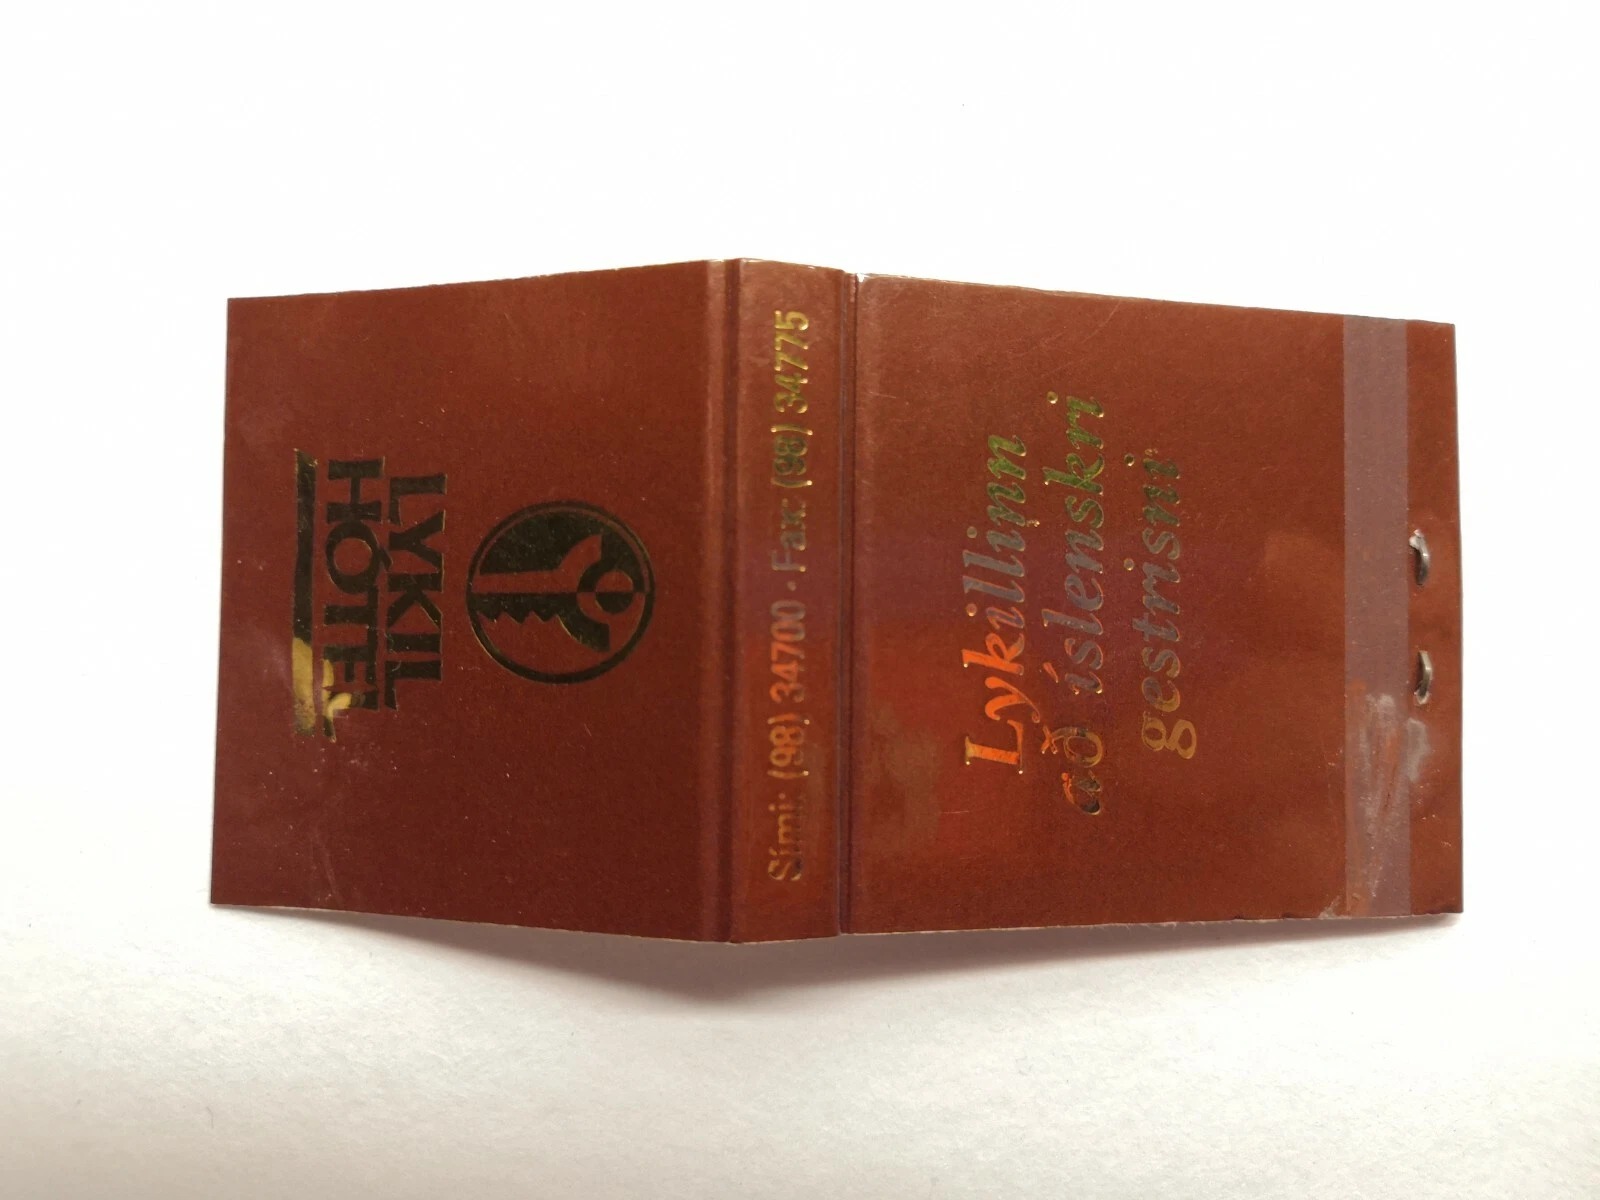 LYKIL
HÓTEL
Sími: (98) 34700 · Fax: (98) 34775
Lykillinn
að íslenskri
gestrisni